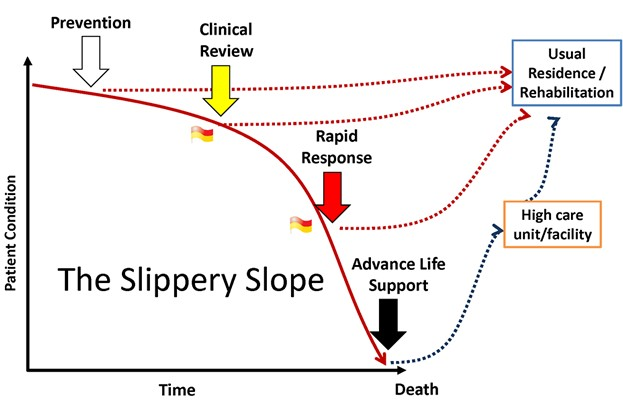 Prevention
Clinical
Review
Usual
Residence /
Rehabilitation
Rapid
Response
High care
unit/facility
Advance Life
Support
The Slippery Slope
Patient Condition
Time
Death